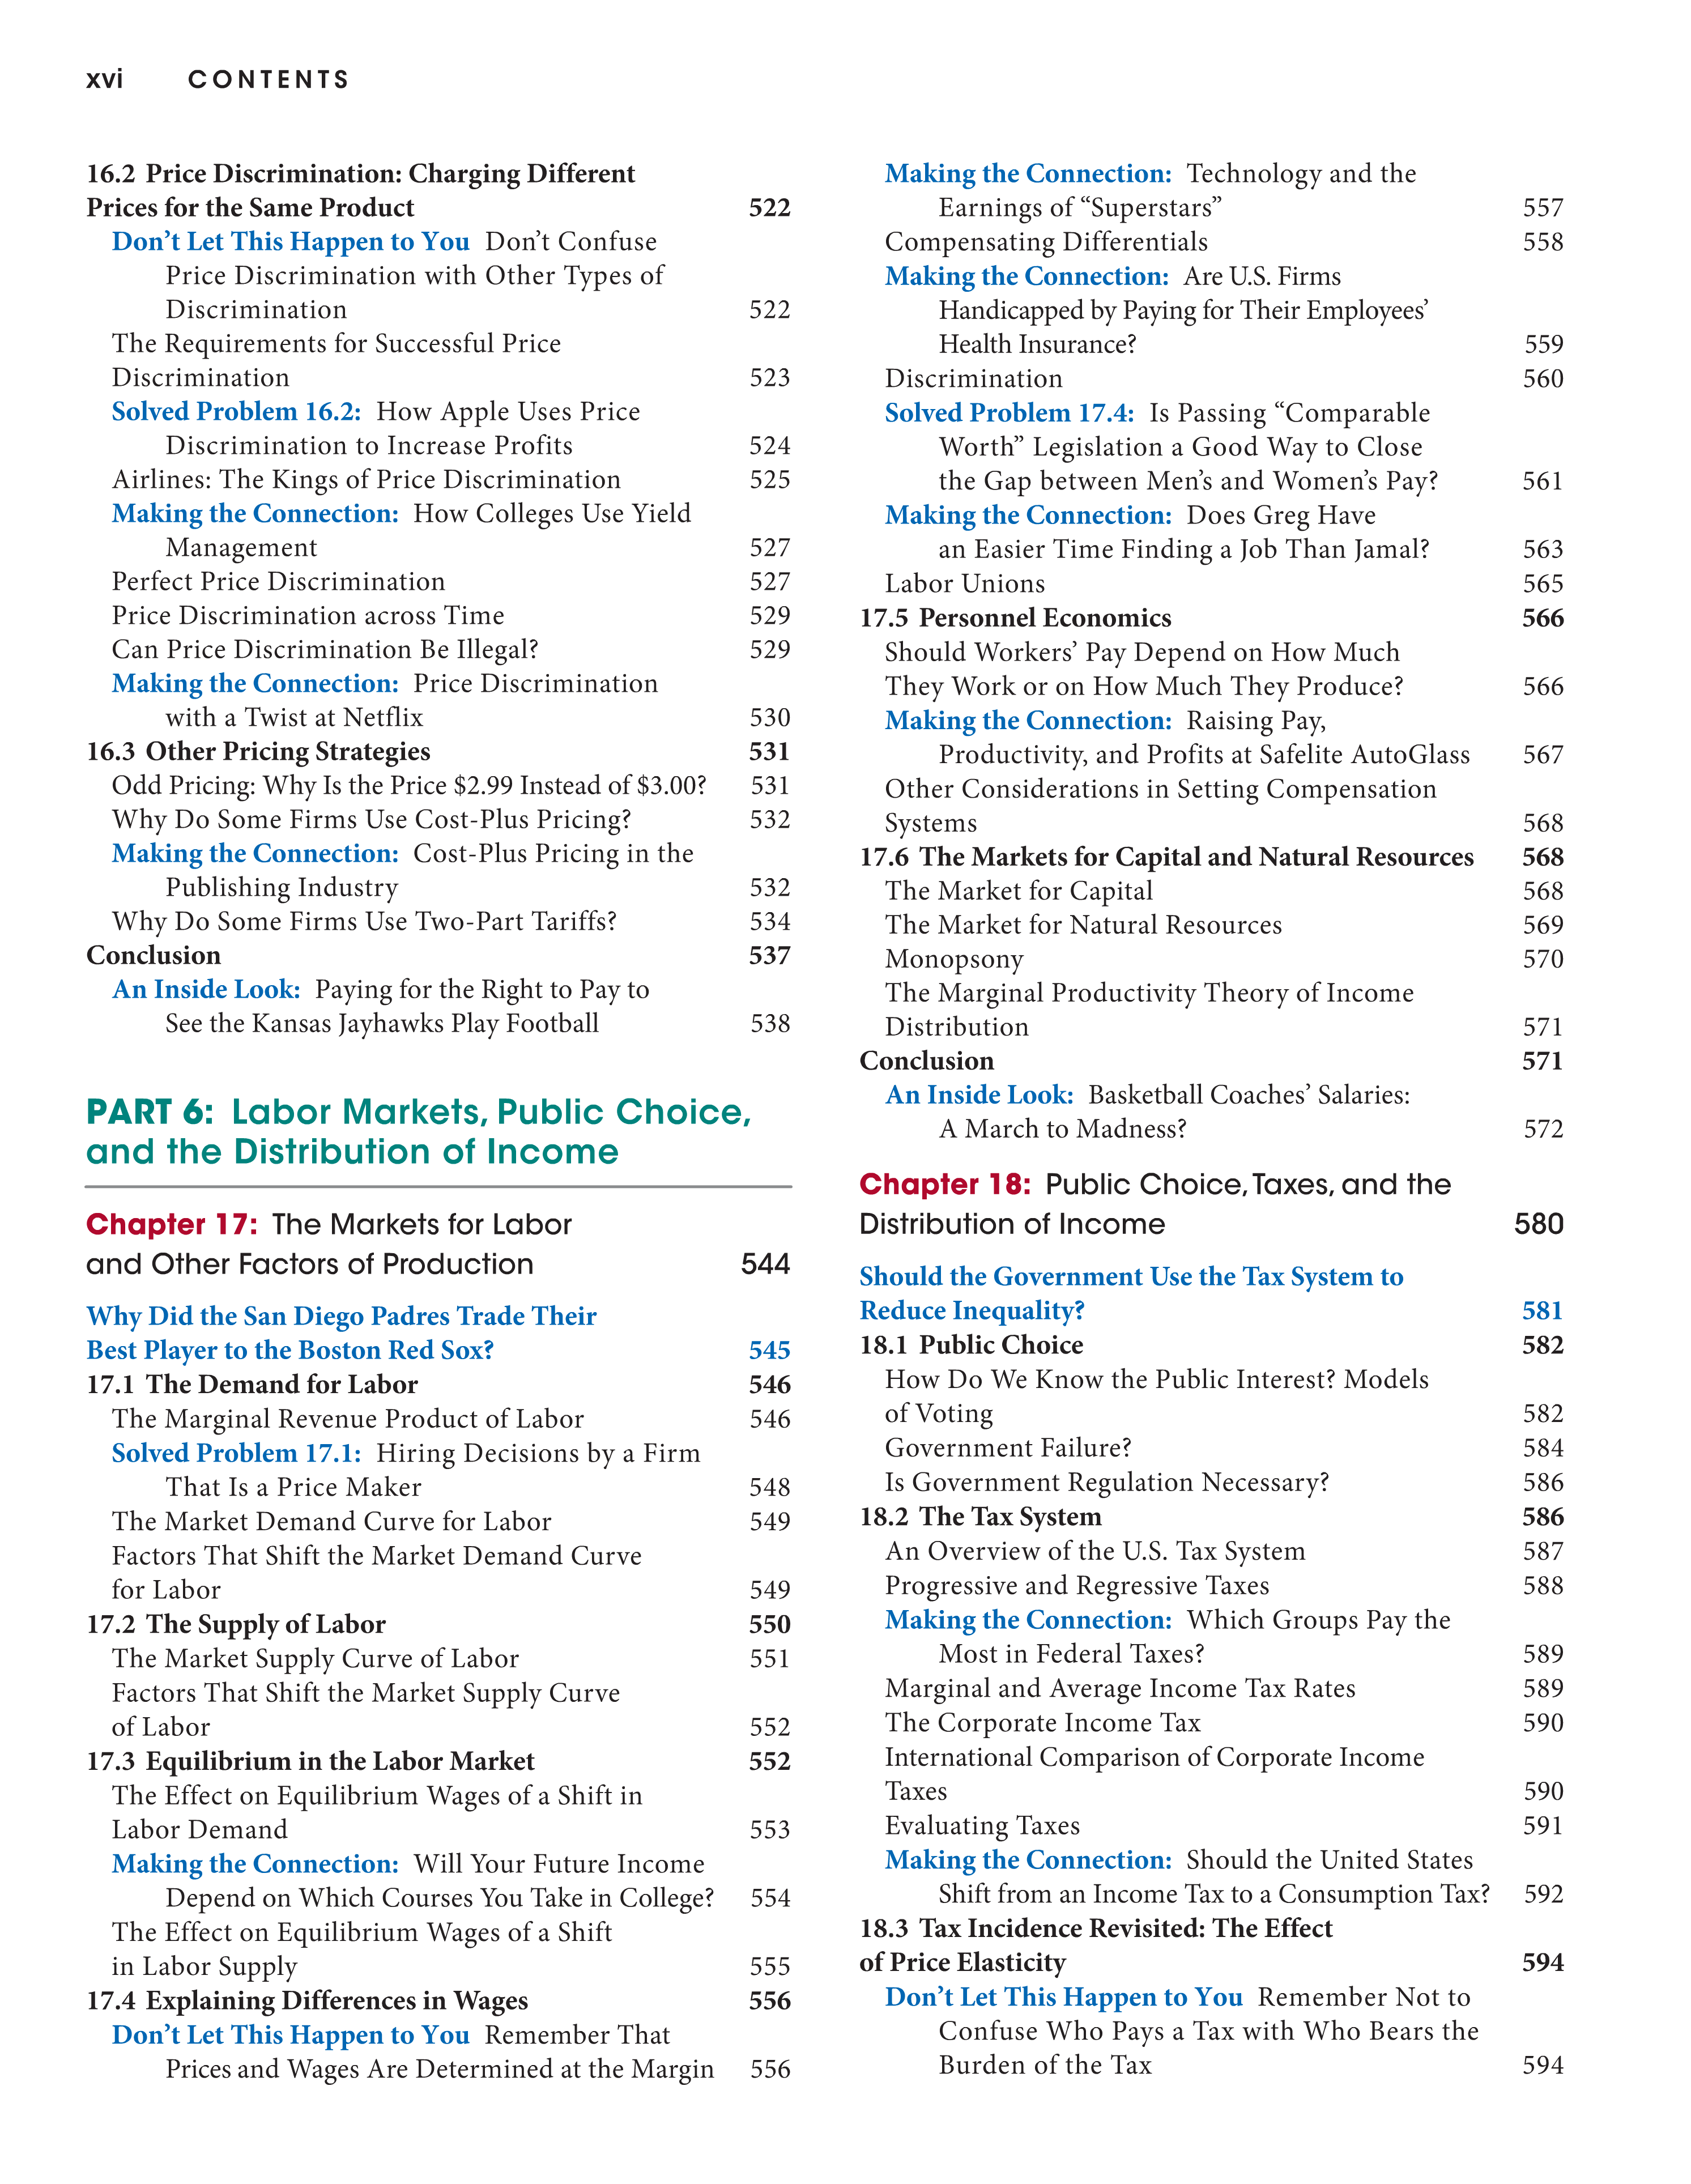 xvi CONTENTS
16.2 Price Discrimination: Charging Different
Prices for the Same Product 522
Don’t Let This Happen to You Don’t Confuse
Price Discrimination with Other Types of
Discrimination 522
The Requirements for Successful Price
Discrimination 523
Solved Problem 16.2: How Apple Uses Price
Discrimination to Increase Profits 524
Airlines: The Kings of Price Discrimination 525
Making the Connection: How Colleges Use Yield
Management 527
Perfect Price Discrimination 527
Price Discrimination across Time 529
Can Price Discrimination Be Illegal? 529
Making the Connection: Price Discrimination
with a Twist at Netflix 530
16.3 Other Pricing Strategies 531
Odd Pricing: Why Is the Price $2.99 Instead of $3.00? 531
Why Do Some Firms Use Cost-Plus Pricing? 532
Making the Connection: Cost-Plus Pricing in the
Publishing Industry 532
Why Do Some Firms Use Two-Part Tariffs? 534
Conclusion 537
An Inside Look: Paying for the Right to Pay to
See the Kansas Jayhawks Play Football 538
PART 6: Labor Markets, Public Choice,
and the Distribution of Income
Chapter 17: The Markets for Labor
and Other Factors of Production 544
Why Did the San Diego Padres Trade Their
Best Player to the Boston Red Sox? 545
17.1 The Demand for Labor 546
The Marginal Revenue Product of Labor 546
Solved Problem 17.1: Hiring Decisions by a Firm
That Is a Price Maker 548
The Market Demand Curve for Labor 549
Factors That Shift the Market Demand Curve
for Labor 549
17.2 The Supply of Labor 550
The Market Supply Curve of Labor 551
Factors That Shift the Market Supply Curve
of Labor 552
17.3 Equilibrium in the Labor Market 552
The Effect on Equilibrium Wages of a Shift in
Labor Demand 553
Making the Connection: Will Your Future Income
Depend on Which Courses You Take in College? 554
The Effect on Equilibrium Wages of a Shift
in Labor Supply 555
17.4 Explaining Differences in Wages 556
Don’t Let This Happen to You Remember That
Prices and Wages Are Determined at the Margin 556
Making the Connection: Technology and the
Earnings of “Superstars” 557
Compensating Differentials 558
Making the Connection: Are U.S. Firms
Handicapped by Paying for Their Employees’
Health Insurance? 559
Discrimination 560
Solved Problem 17.4: Is Passing “Comparable
Worth” Legislation a Good Way to Close
the Gap between Men’s and Women’s Pay? 561
Making the Connection: Does Greg Have
an Easier Time Finding a Job Than Jamal? 563
Labor Unions 565
17.5 Personnel Economics 566
Should Workers’ Pay Depend on How Much
They Work or on How Much They Produce? 566
Making the Connection: Raising Pay,
Productivity, and Profits at Safelite AutoGlass 567
Other Considerations in Setting Compensation
Systems 568
17.6 The Markets for Capital and Natural Resources 568
The Market for Capital 568
The Market for Natural Resources 569
Monopsony 570
The Marginal Productivity Theory of Income
Distribution 571
Conclusion 571
An Inside Look: Basketball Coaches’ Salaries:
A March to Madness? 572
Chapter 18: Public Choice, Taxes, and the
Distribution of Income 580
Should the Government Use the Tax System to
Reduce Inequality? 581
18.1 Public Choice 582
How Do We Know the Public Interest? Models
of Voting 582
Government Failure? 584
Is Government Regulation Necessary? 586
18.2 The Tax System 586
An Overview of the U.S. Tax System 587
Progressive and Regressive Taxes 588
Making the Connection: Which Groups Pay the
Most in Federal Taxes? 589
Marginal and Average Income Tax Rates 589
The Corporate Income Tax 590
International Comparison of Corporate Income
Taxes 590
Evaluating Taxes 591
Making the Connection: Should the United States
Shift from an Income Tax to a Consumption Tax? 592
18.3 Tax Incidence Revisited: The Effect
of Price Elasticity 594
Don’t Let This Happen to You Remember Not to
Confuse Who Pays a Tax with Who Bears the
Burden of the Tax 594